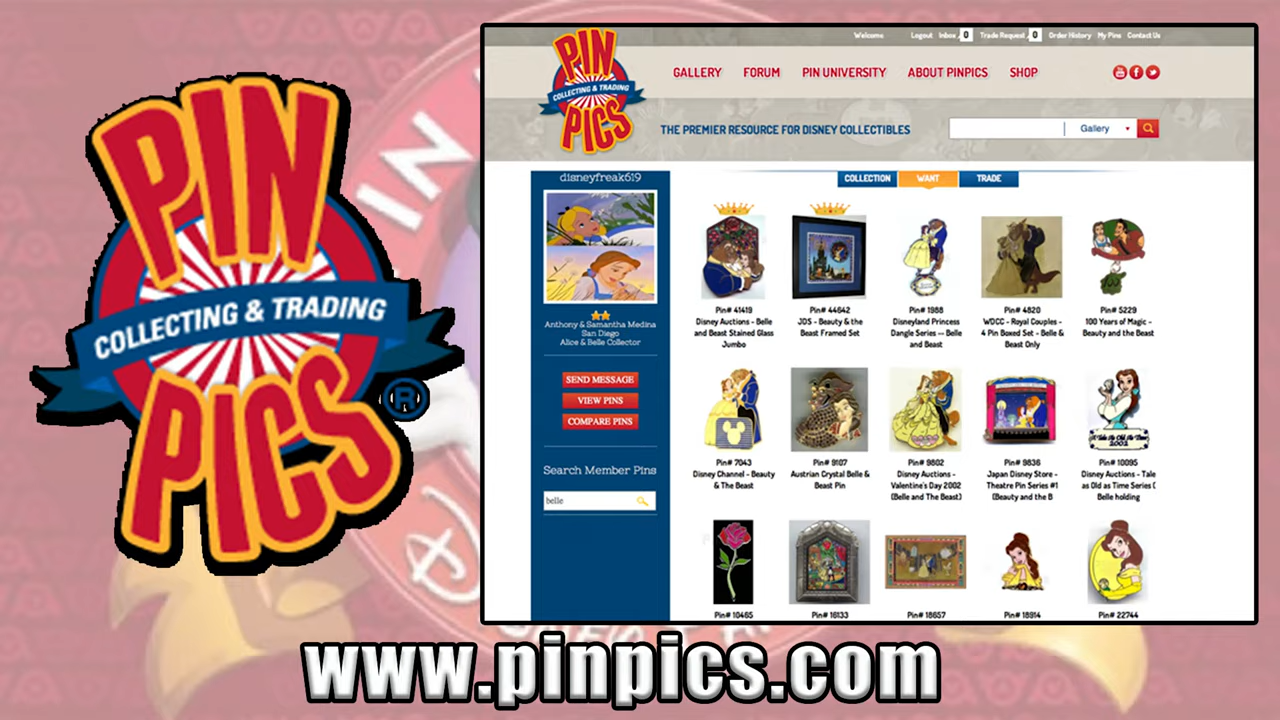 PIN
COLLECTING & TRADING
PICS
®
Welcome Logout Inbox 0 Trade Request 0 Order History My Pins Contact Us
PIN
COLLECTING & TRADING
PICS
GALLERY FORUM PIN UNIVERSITY ABOUT PINPICS SHOP
THE PREMIER RESOURCE FOR DISNEY COLLECTIBLES
Gallery
disneyfreak619
Anthony & Samantha Medina
San Diego
Alice & Belle Collector
SEND MESSAGE
VIEW PINS
COMPARE PINS
Search Member Pins
belle
COLLECTION WANT TRADE
Pin# 41419
Disney Auctions - Belle
and Beast Stained Glass
Jumbo
Pin# 44642
JDS - Beauty & the
Beast Framed Set
Pin# 1988
Disneyland Princess
Dangle Series -- Belle
and Beast
Pin# 4820
WDCC - Royal Couples -
4 Pin Boxed Set - Belle &
Beast Only
Pin# 5229
100 Years of Magic -
Beauty and the Beast
Pin# 7043
Disney Channel - Beauty
& The Beast
Pin# 9107
Austrian Crystal Belle &
Beast Pin
Pin# 9802
Disney Auctions -
Valentine's Day 2002
(Belle and The Beast)
Pin# 9836
Japan Disney Store -
Theatre Pin Series #1
(Beauty and the B
Pin# 10095
Disney Auctions - Tale
as Old as Time Series (
Belle holding
Pin# 10465
Pin# 16133
Pin# 18657
Pin# 18914
Pin# 22744
IN
www.pinpics.com